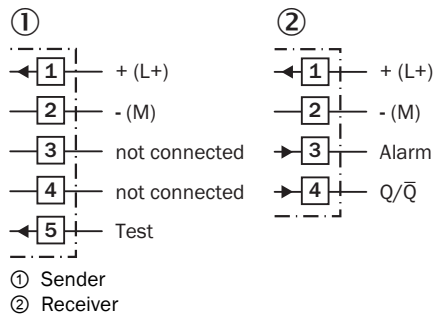 ① ②
1 + (L+) 1 + (L+)
2 - (M) 2 - (M)
3 not connected 3 Alarm
4 not connected 4 Q/Q̅
5 Test
① Sender
② Receiver